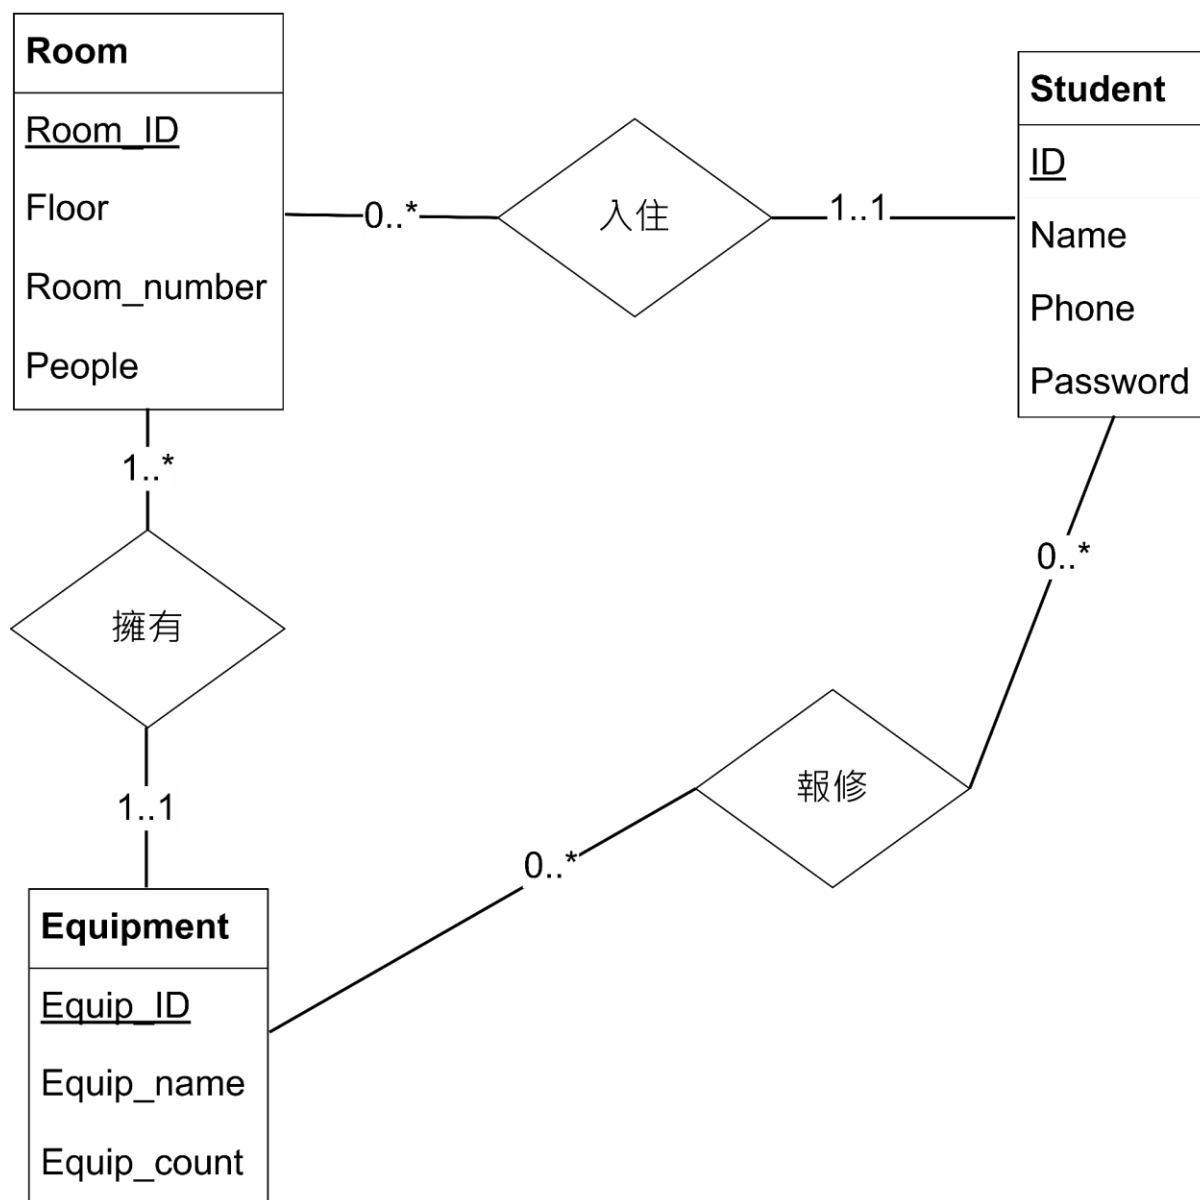 Room
Room_ID
Floor
Room_number
People
0..*
入住
1..1
Student
ID
Name
Phone
Password
1..*
擁有
1..1
0..*
報修
0..*
Equipment
Equip_ID
Equip_name
Equip_count